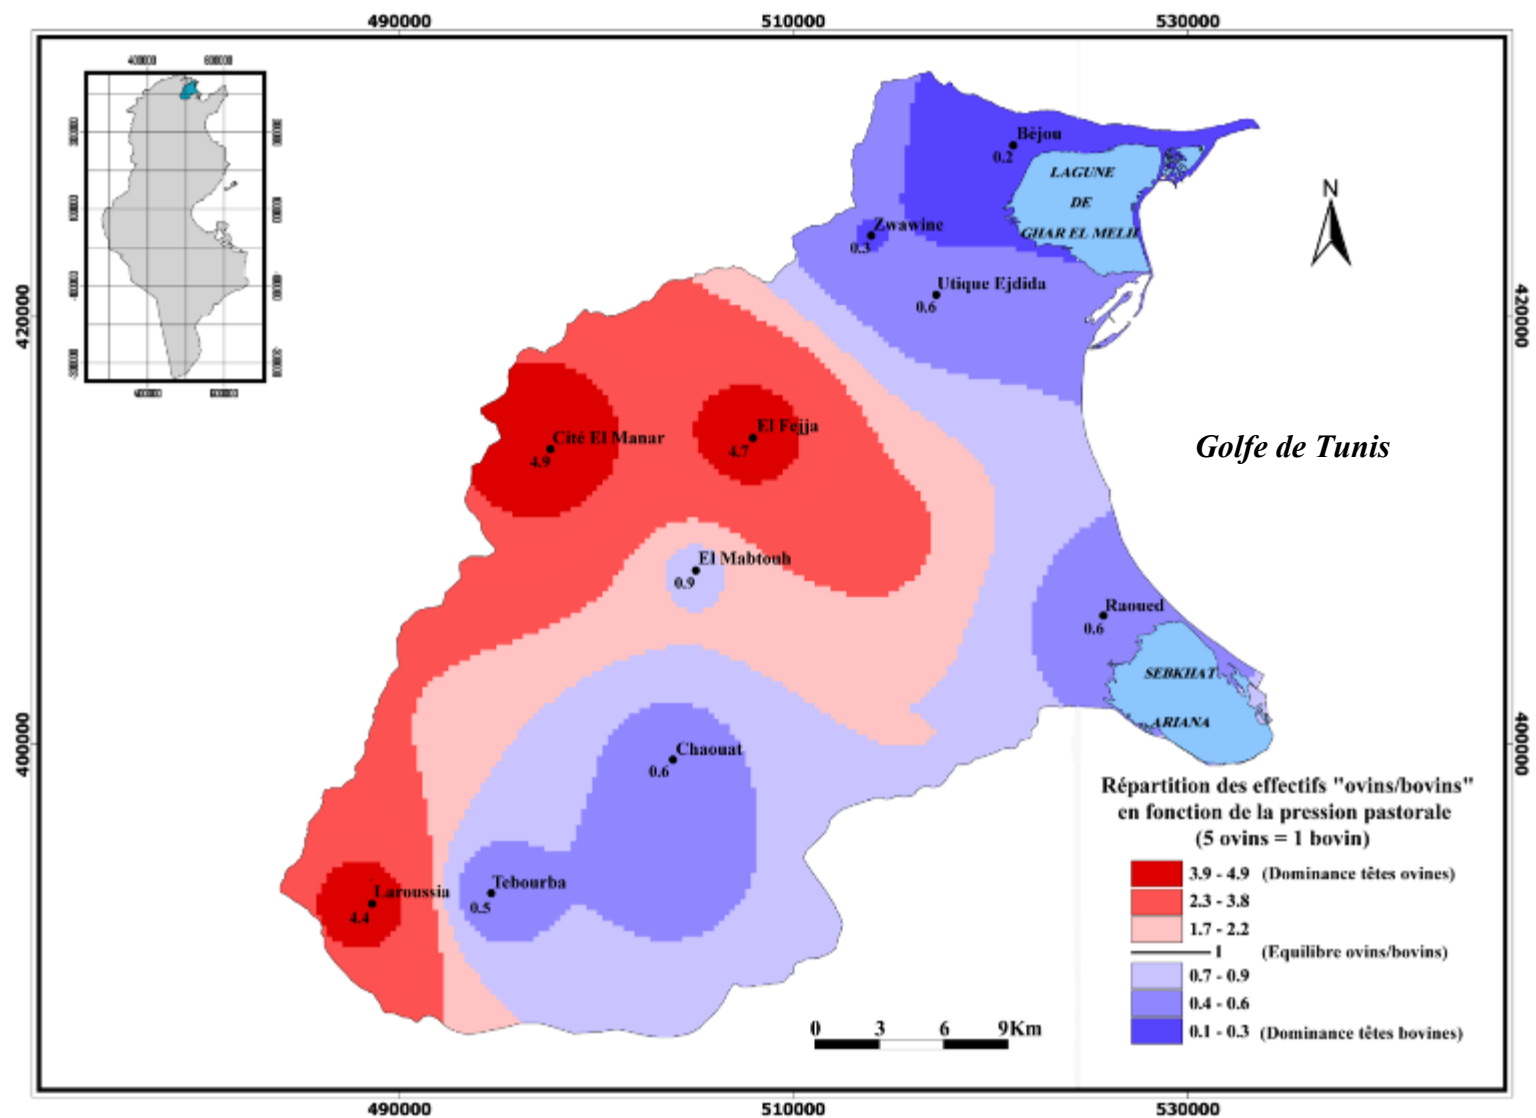 490000
510000
530000
400000
600000
420000
420000
Bèjou
0.2
LAGUNE
DE
GHAR EL MELH
N
Zwawine
0.3
Utique Ejdida
0.6
Golfe de Tunis
Cité El Manar
4.9
El Fejja
4.7
El Mabtouh
0.9
Raoued
0.6
SEBKHAT
ARIANA
Chaouat
0.6
400000
400000
Tebourba
0.5
Laroussia
4.4
Répartition des effectifs "ovins/bovins"
en fonction de la pression pastorale
(5 ovins = 1 bovin)
3.9 - 4.9 (Dominance têtes ovines)
2.3 - 3.8
1.7 - 2.2
1 (Equilibre ovins/bovins)
0.7 - 0.9
0.4 - 0.6
0.1 - 0.3 (Dominance têtes bovines)
0 3 6 9Km
490000
510000
530000